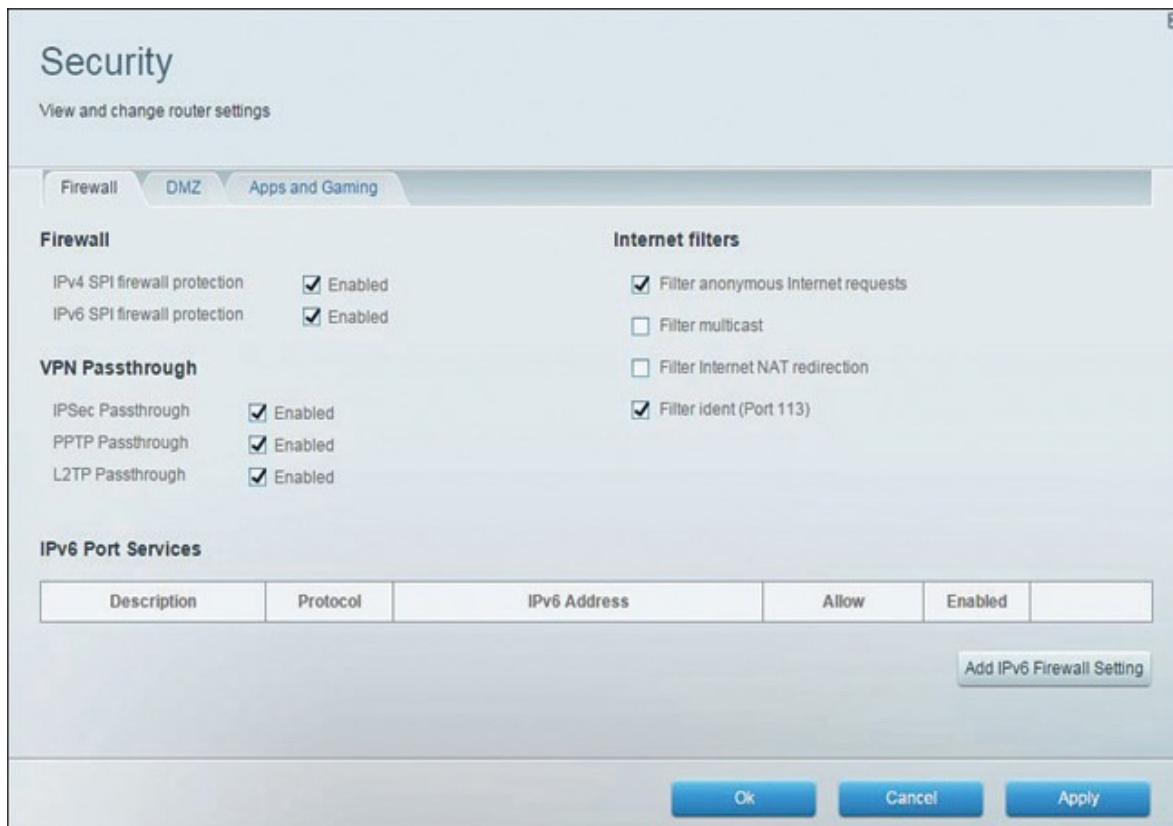 Security
View and change router settings
Firewall
DMZ
Apps and Gaming
Firewall
IPv4 SPI firewall protection
Enabled
IPv6 SPI firewall protection
Enabled
VPN Passthrough
IPSec Passthrough
Enabled
PPTP Passthrough
Enabled
L2TP Passthrough
Enabled
Internet filters
Filter anonymous Internet requests
Filter multicast
Filter Internet NAT redirection
Filter ident (Port 113)
IPv6 Port Services
Description
Protocol
IPv6 Address
Allow
Enabled
Add IPv6 Firewall Setting
Ok
Cancel
Apply